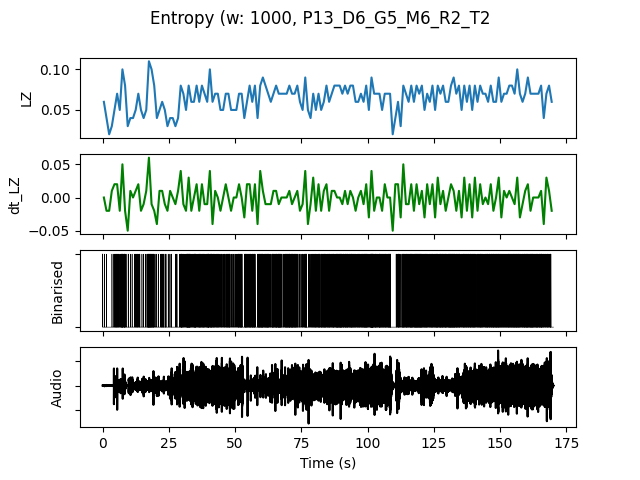 Entropy (w: 1000, P13_D6_G5_M6_R2_T2
LZ
0.10
0.05
dt_LZ
0.05
0.00
−0.05
Binarised
Audio
0 25 50 75 100 125 150 175
Time (s)